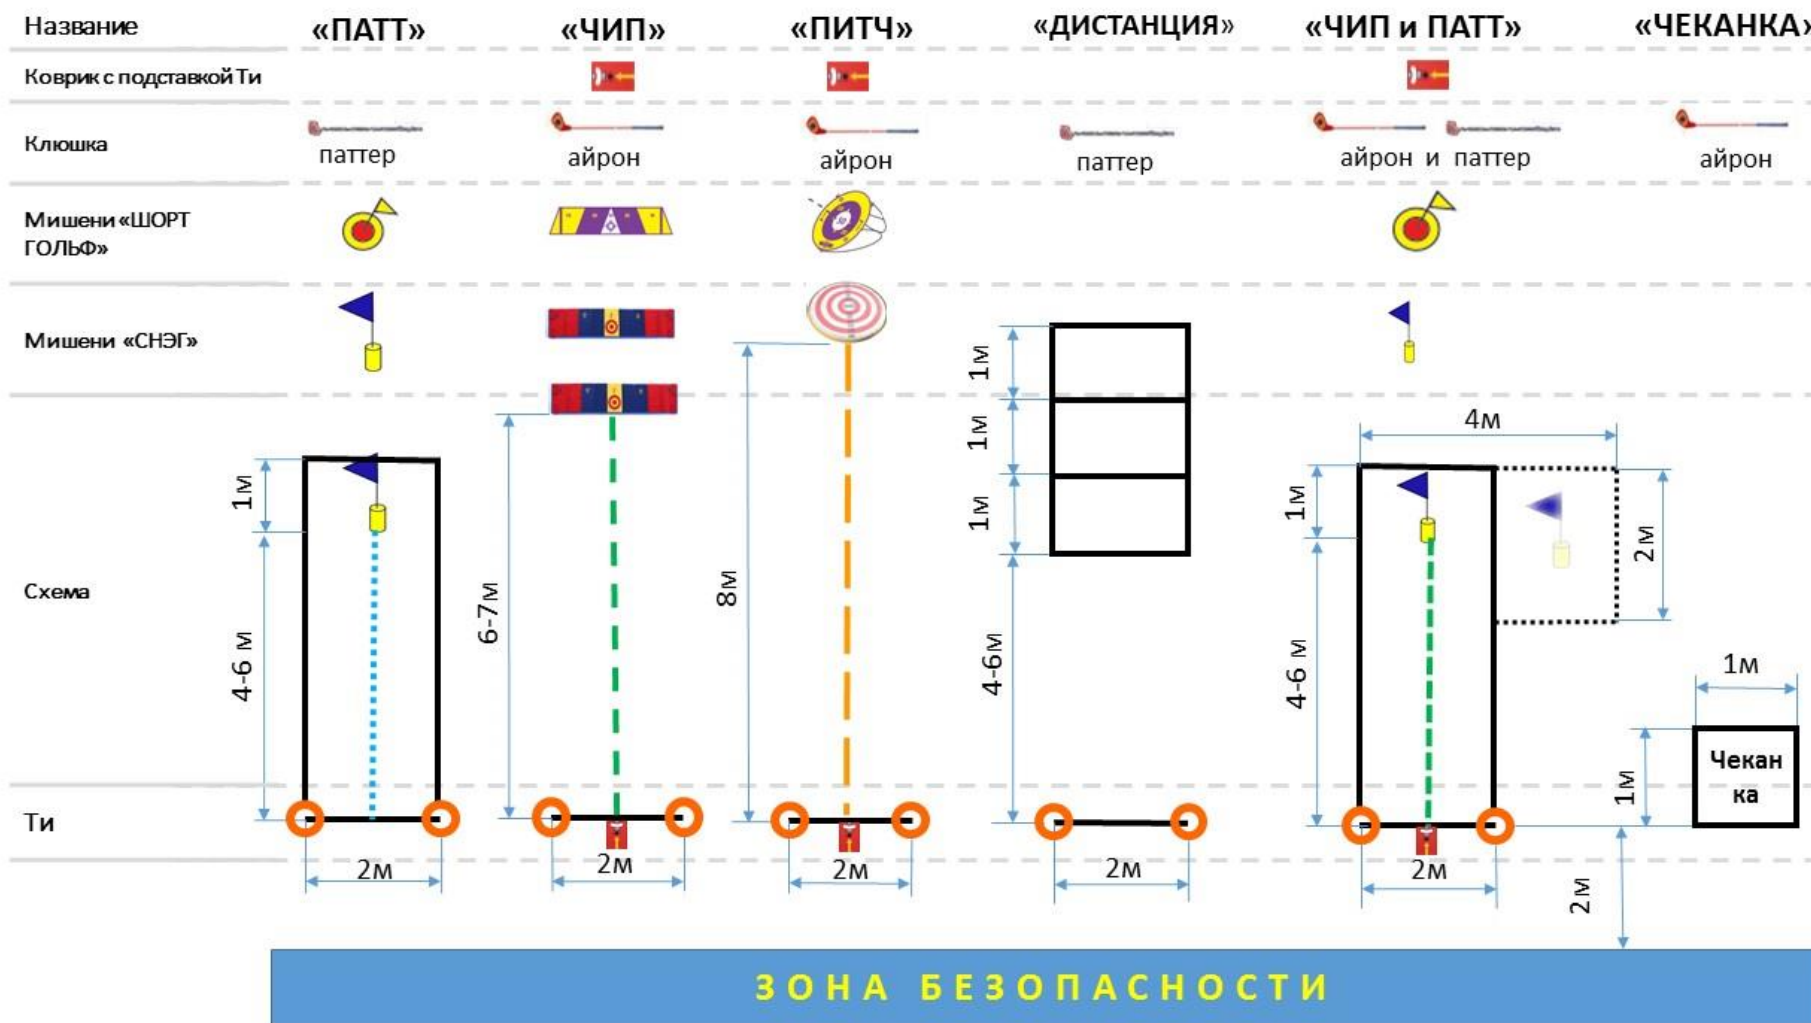 Название «ПАТТ» «ЧИП» «ПИТЧ» «ДИСТАНЦИЯ» «ЧИП и ПАТТ» «ЧЕКАНКА»
Коврик с подставкой Ти
Клюшка паттер айрон айрон паттер айрон и паттер айрон
Мишени «ШОРТ
ГОЛЬФ»
Мишени «СНЭГ»
1м
1м
1м
4м
1м
1м
2м
8м
6-7м
Схема
4-6 м
4-6м
4-6 м
1м
1м
Чекан
ка
Ти
2м 2м 2м 2м 2м
2м
ЗОНА БЕЗОПАСНОСТИ